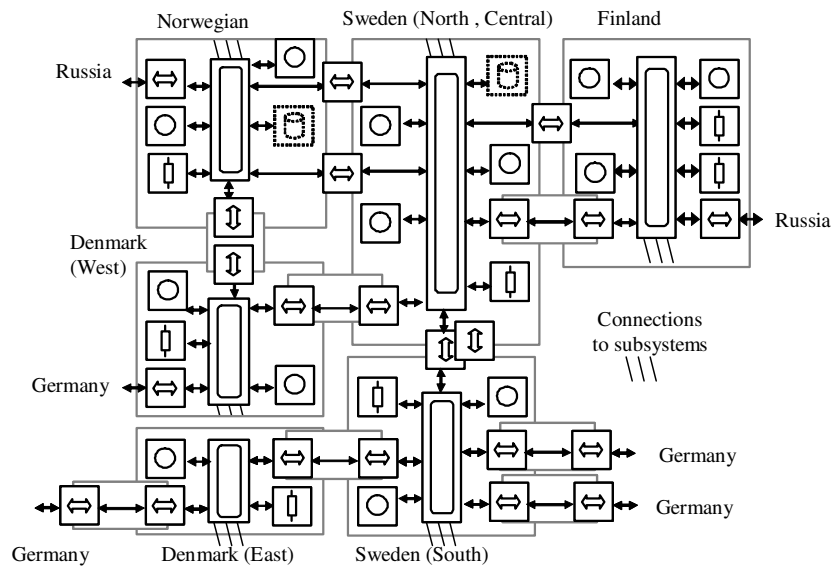 Norwegian
Sweden (North , Central)
Finland
Russia
Denmark
(West)
Russia
Connections
to subsystems
Germany
Germany
Germany
Germany
Denmark (East)
Sweden (South)